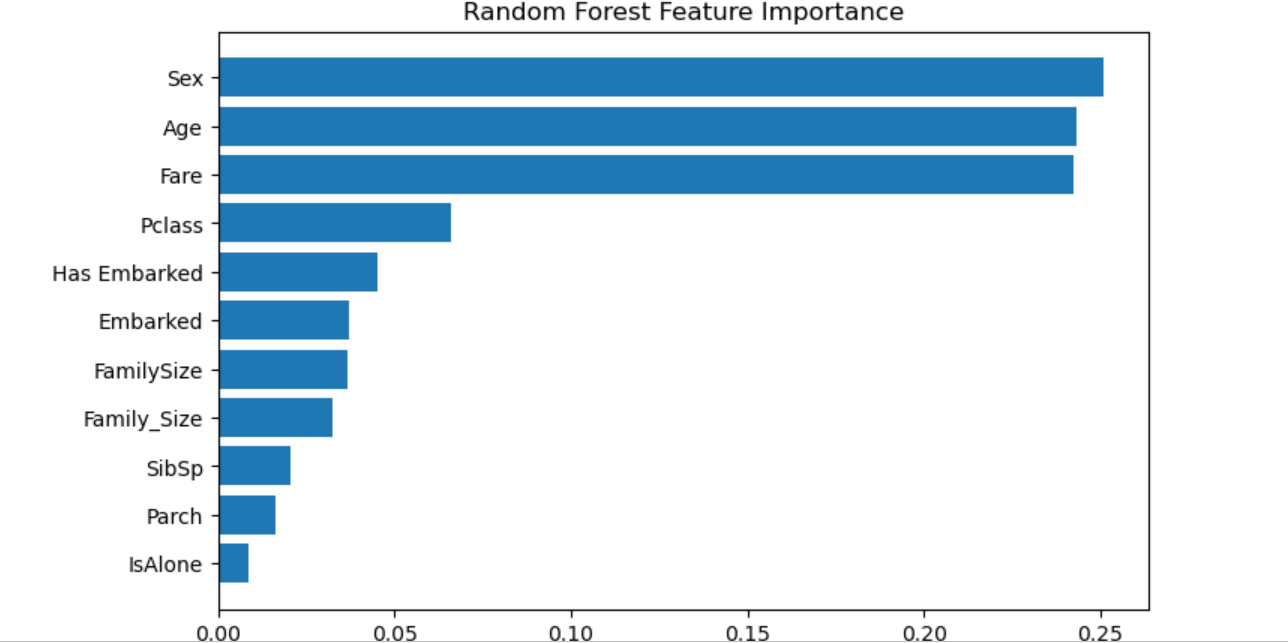 Random Forest Feature Importance
Sex
Age
Fare
Pclass
Has Embarked
Embarked
FamilySize
Family_Size
SibSp
Parch
IsAlone
0.00 0.05 0.10 0.15 0.20 0.25